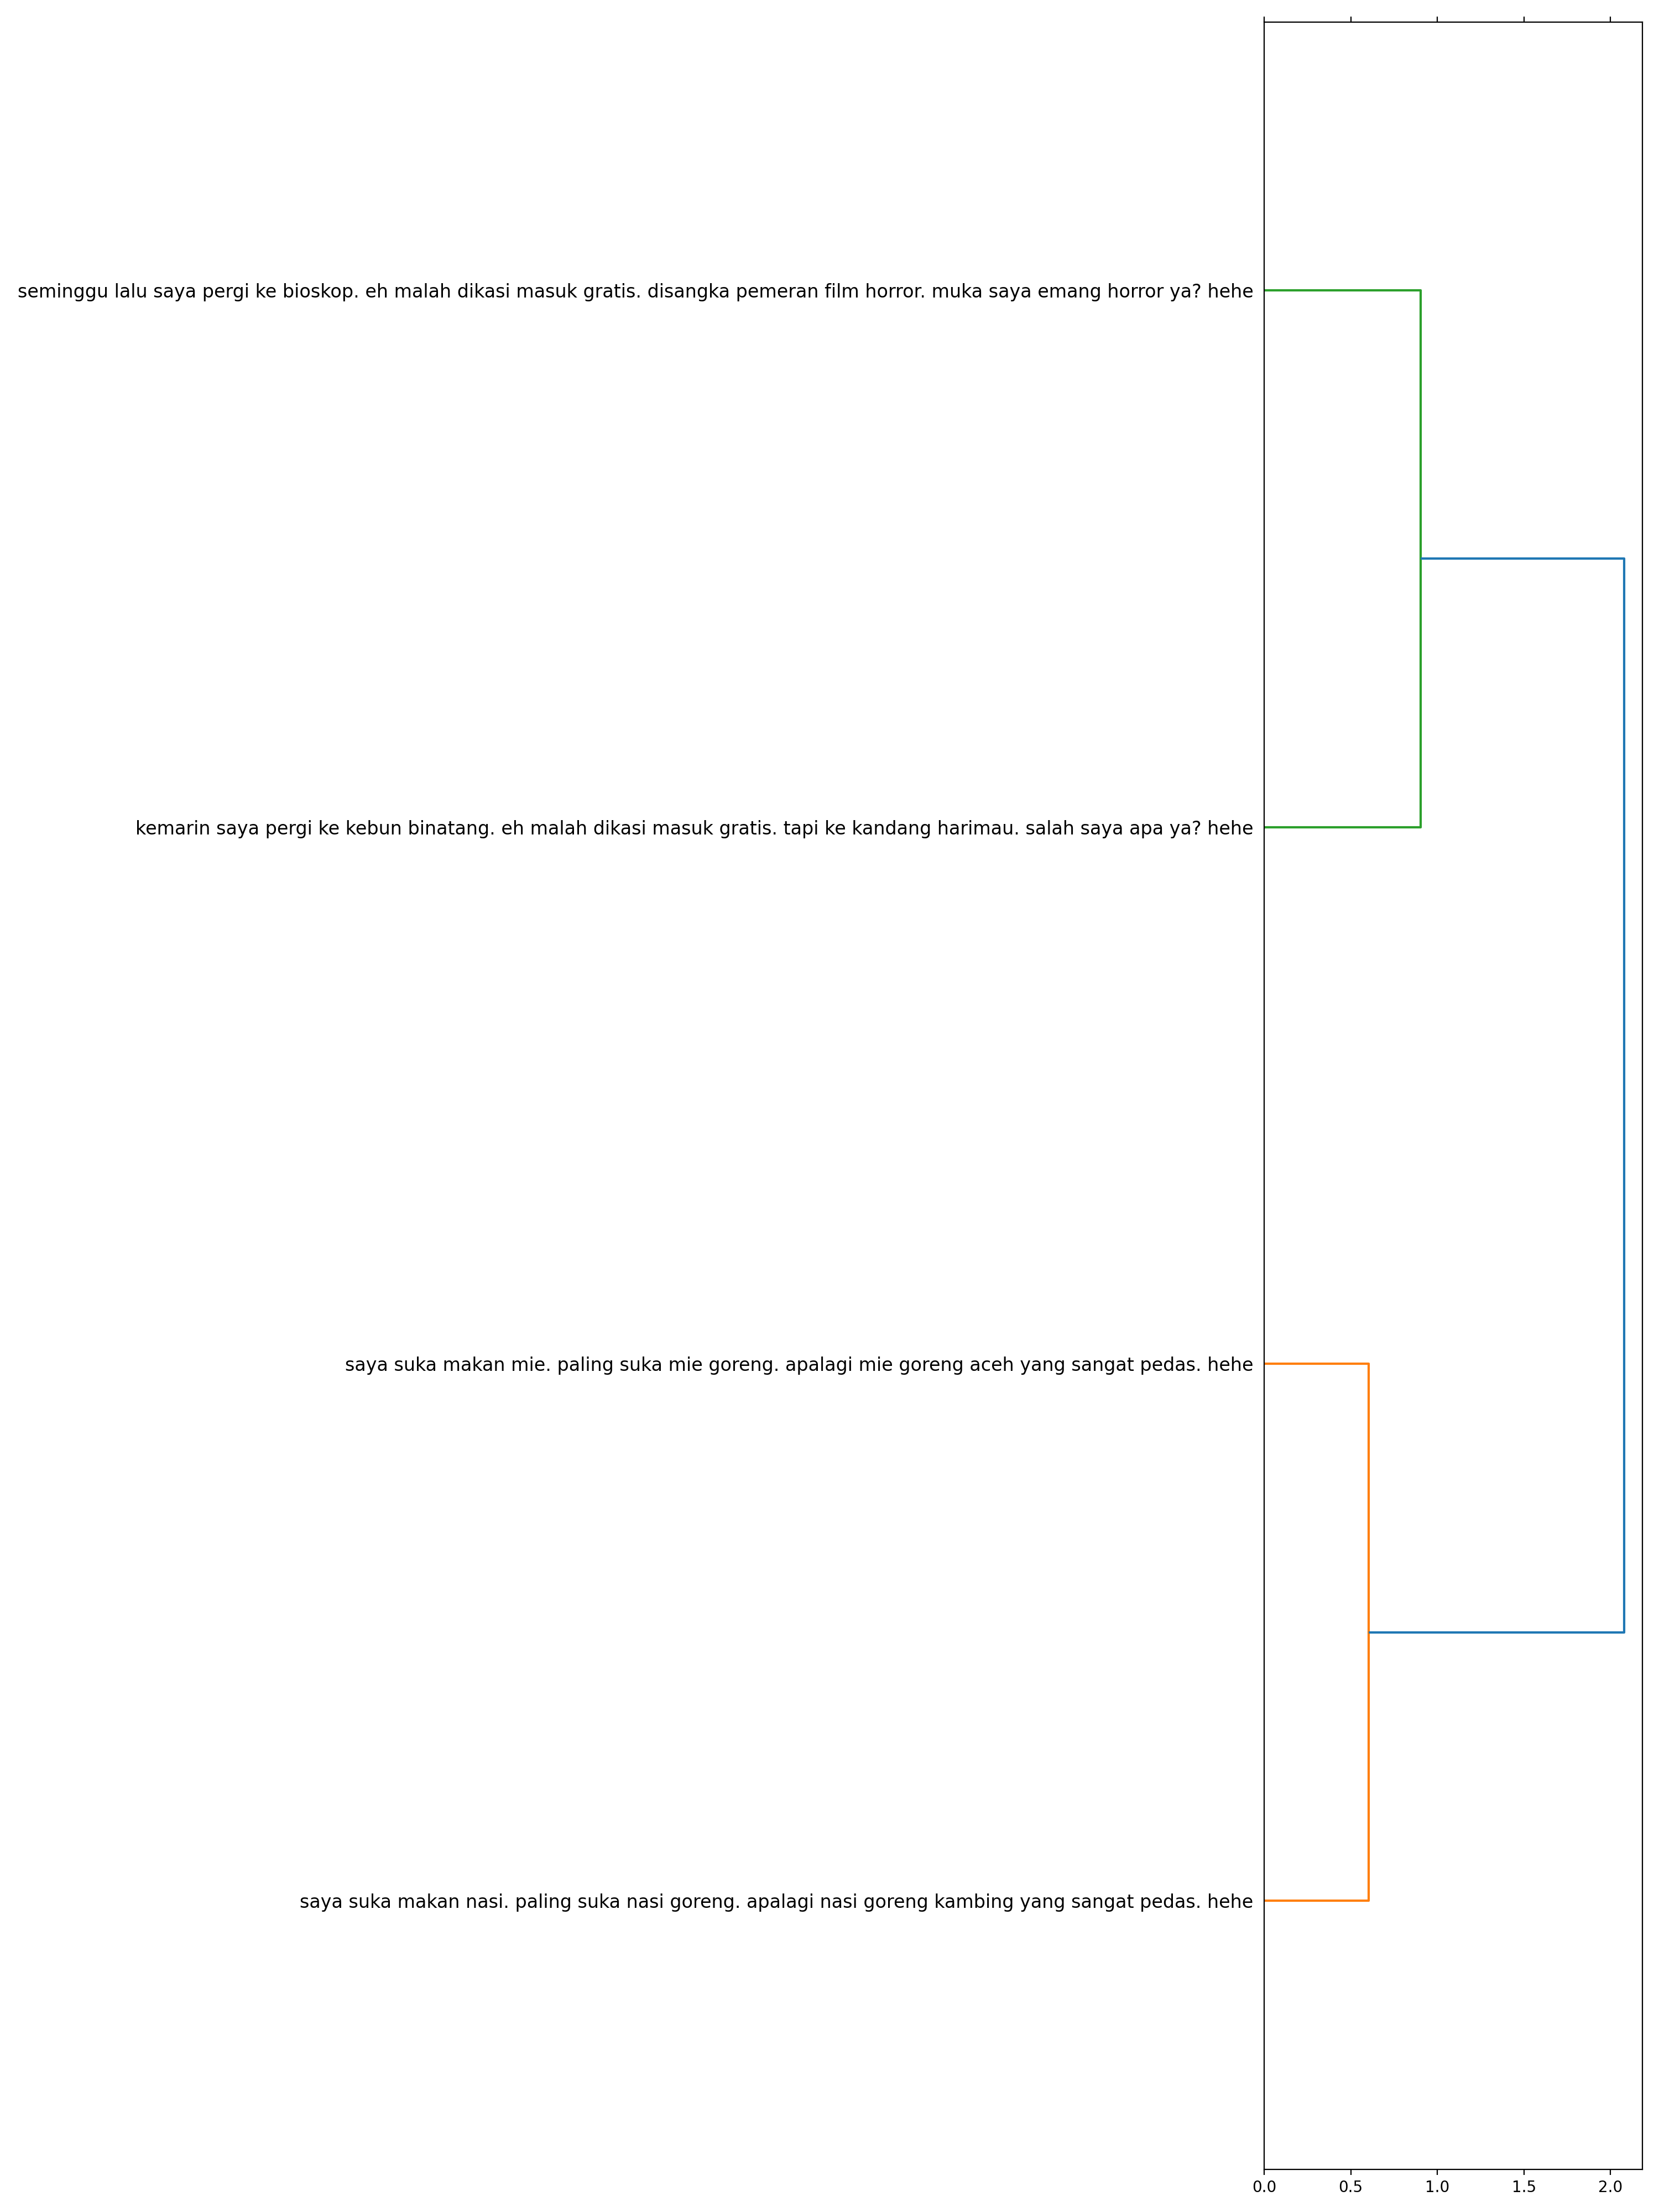 seminggu lalu saya pergi ke bioskop. eh malah dikasi masuk gratis. disangka pemeran film horror. muka saya emang horror ya? hehe
kemarin saya pergi ke kebun binatang. eh malah dikasi masuk gratis. tapi ke kandang harimau. salah saya apa ya? hehe
saya suka makan mie. paling suka mie goreng. apalagi mie goreng aceh yang sangat pedas. hehe
saya suka makan nasi. paling suka nasi goreng. apalagi nasi goreng kambing yang sangat pedas. hehe
0.0 0.5 1.0 1.5 2.0